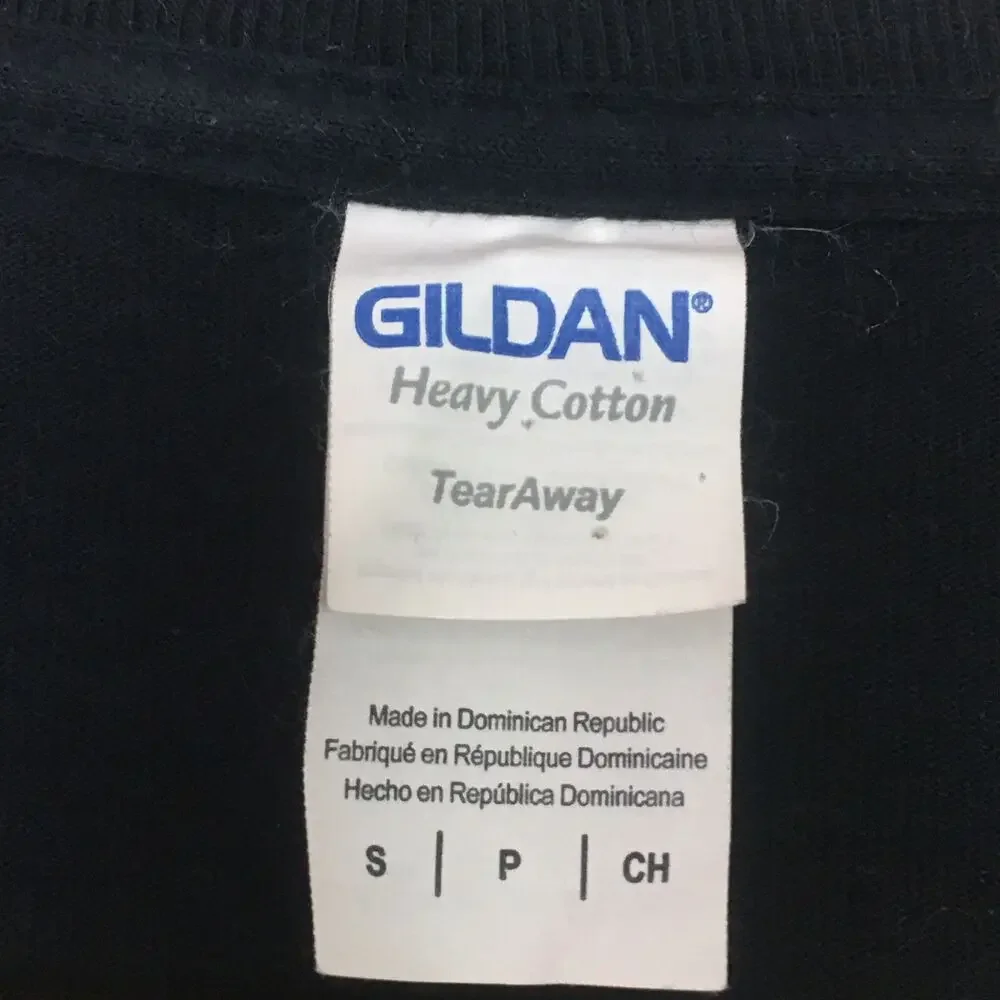 GILDAN®
Heavy Cotton
TearAway
Made in Dominican Republic
Fabriqué en République Dominicaine
Hecho en República Dominicana
S | P | CH